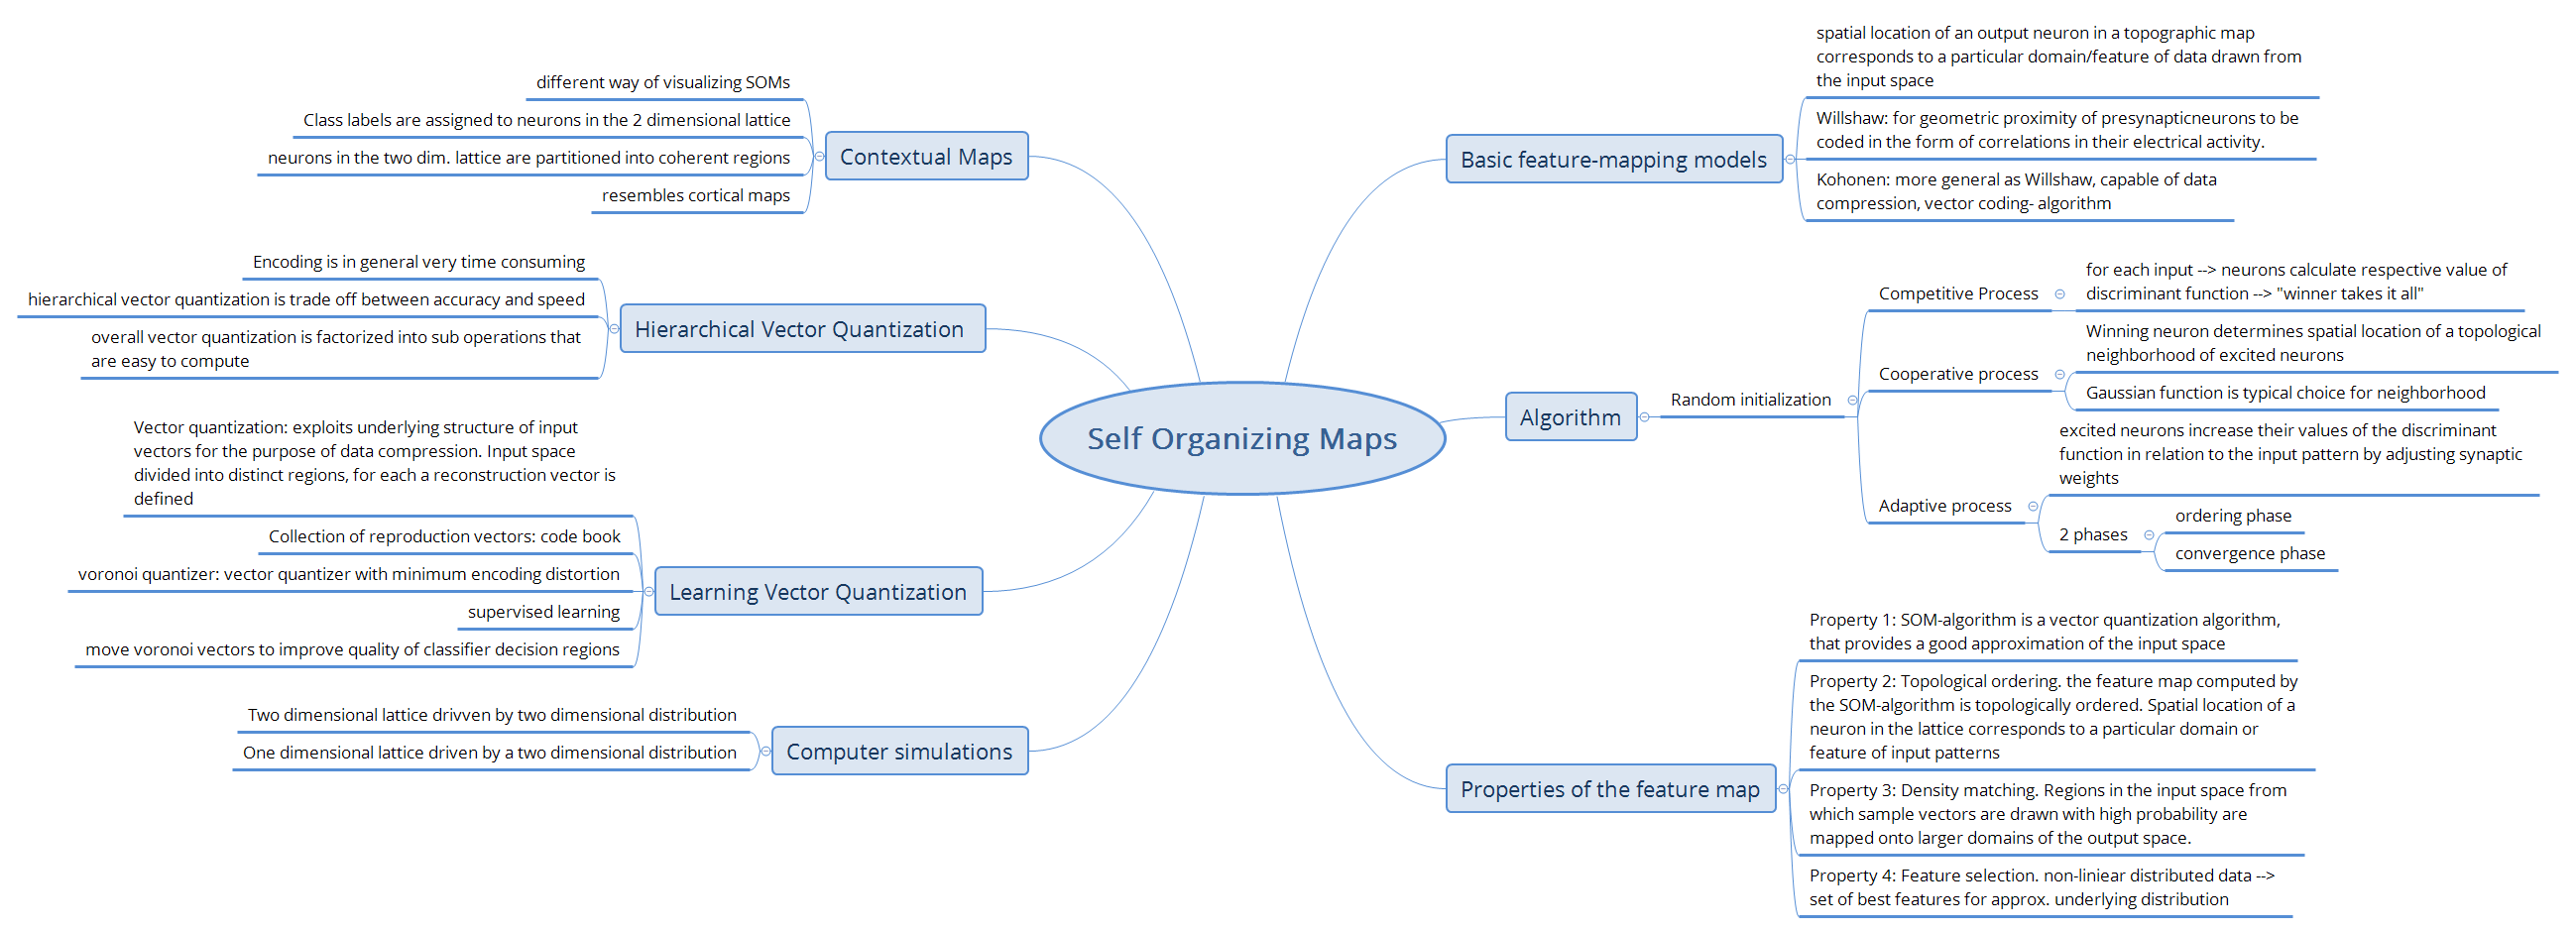 Self Organizing Maps
Contextual Maps
different way of visualizing SOMs
Class labels are assigned to neurons in the 2 dimensional lattice
neurons in the two dim. lattice are partitioned into coherent regions
resembles cortical maps
Hierarchical Vector Quantization
Encoding is in general very time consuming
hierarchical vector quantization is trade off between accuracy and speed
overall vector quantization is factorized into sub operations that
are easy to compute
Learning Vector Quantization
Vector quantization: exploits underlying structure of input
vectors for the purpose of data compression. Input space
divided into distinct regions, for each a reconstruction vector is
defined
Collection of reproduction vectors: code book
voronoi quantizer: vector quantizer with minimum encoding distortion
supervised learning
move voronoi vectors to improve quality of classifier decision regions
Computer simulations
Two dimensional lattice drivven by two dimensional distribution
One dimensional lattice driven by a two dimensional distribution
Basic feature-mapping models
spatial location of an output neuron in a topographic map
corresponds to a particular domain/feature of data drawn from
the input space
Willshaw: for geometric proximity of presynapticneurons to be
coded in the form of correlations in their electrical activity.
Kohonen: more general as Willshaw, capable of data
compression, vector coding- algorithm
Algorithm
Random initialization
Competitive Process
for each input --> neurons calculate respective value of
discriminant function --> "winner takes it all"
Cooperative process
Winning neuron determines spatial location of a topological
neighborhood of excited neurons
Gaussian function is typical choice for neighborhood
Adaptive process
excited neurons increase their values of the discriminant
function in relation to the input pattern by adjusting synaptic
weights
2 phases
ordering phase
convergence phase
Properties of the feature map
Property 1: SOM-algorithm is a vector quantization algorithm,
that provides a good approximation of the input space
Property 2: Topological ordering. the feature map computed by
the SOM-algorithm is topologically ordered. Spatial location of a
neuron in the lattice corresponds to a particular domain or
feature of input patterns
Property 3: Density matching. Regions in the input space from
which sample vectors are drawn with high probability are
mapped onto larger domains of the output space.
Property 4: Feature selection. non-liniear distributed data -->
set of best features for approx. underlying distribution